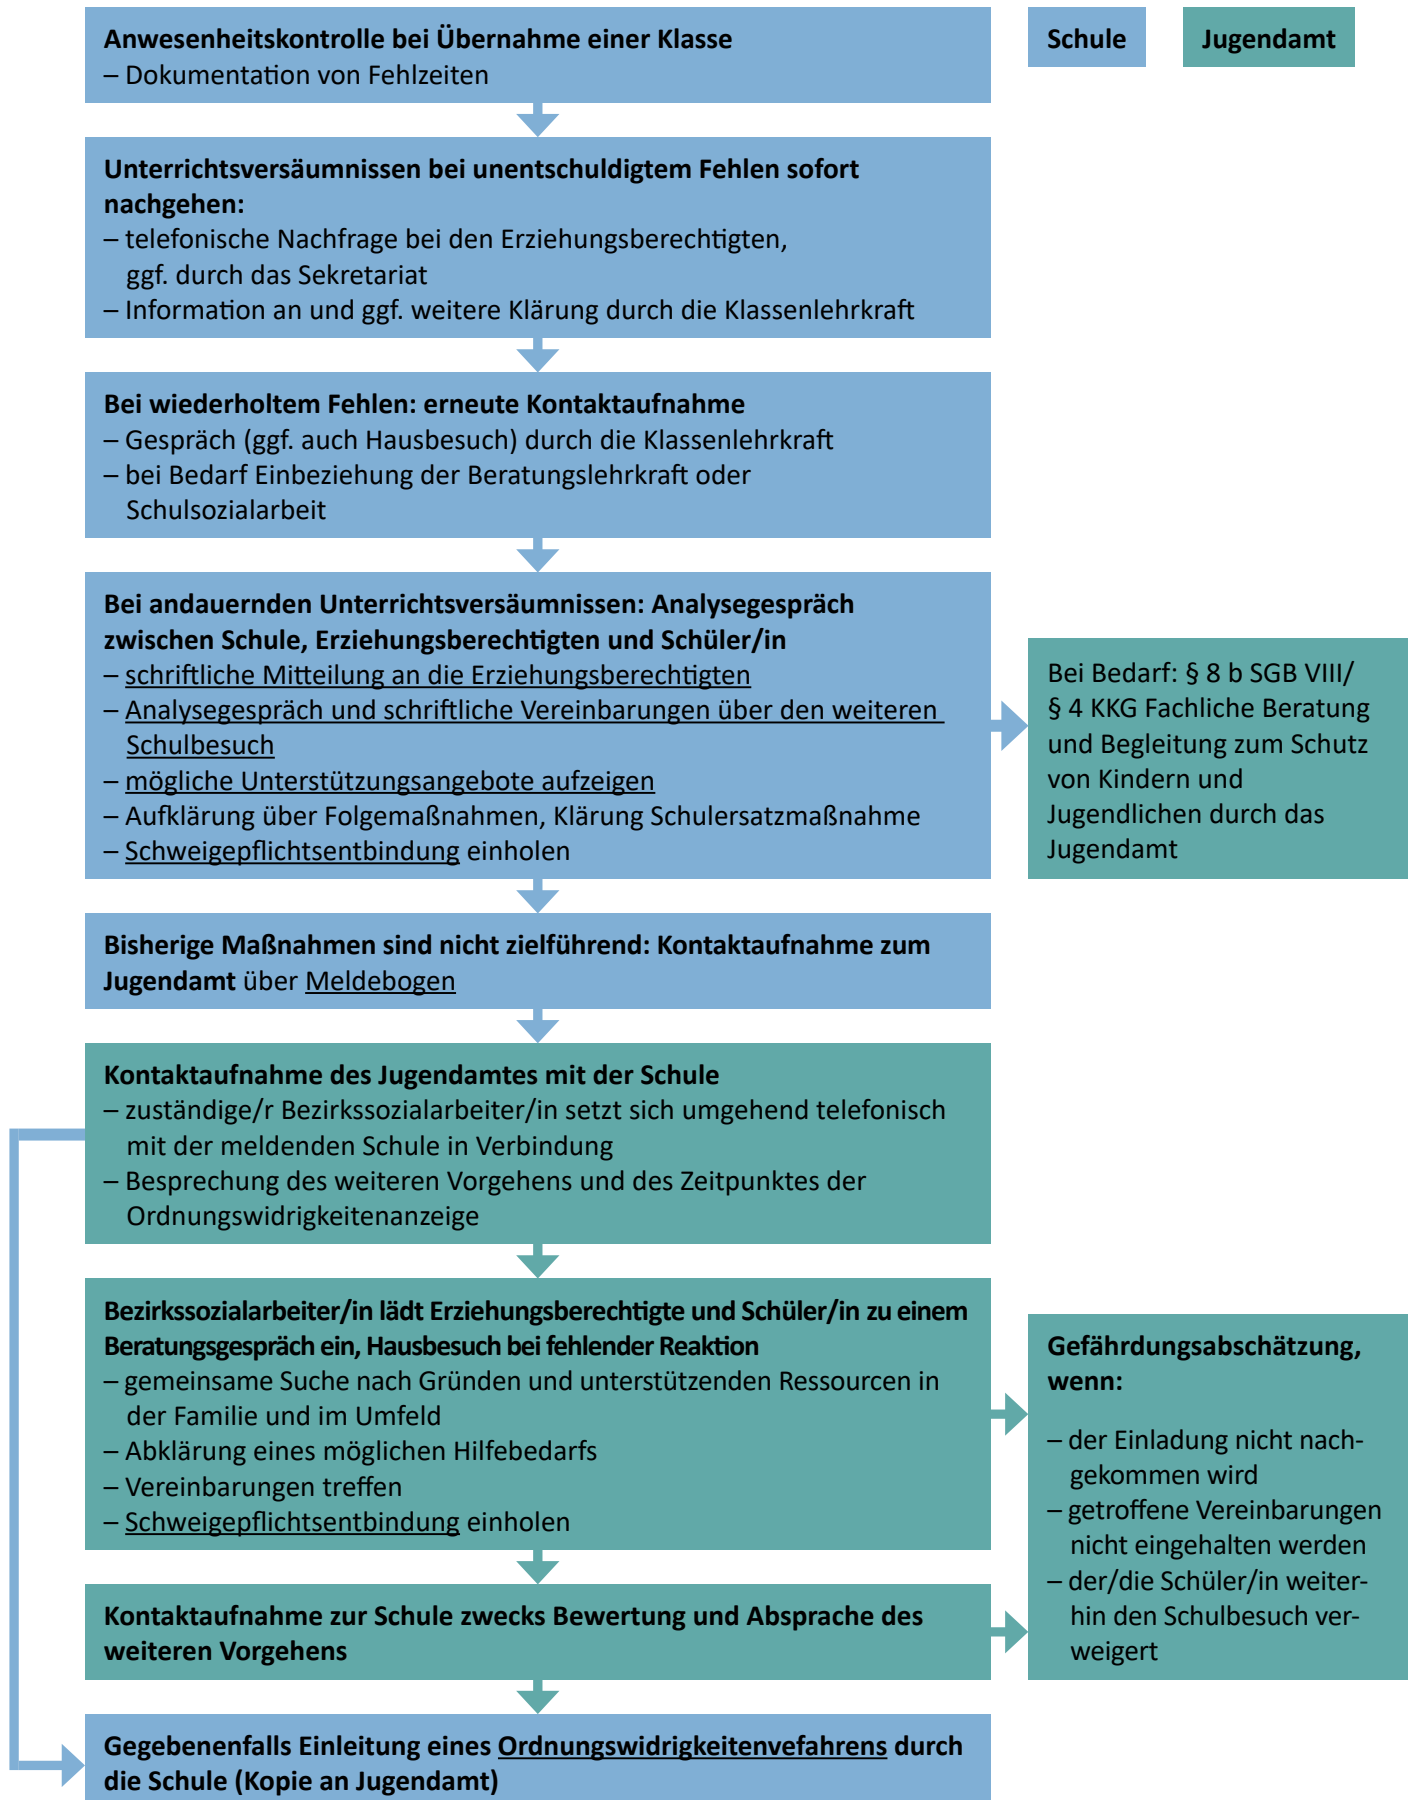 Anwesenheitskontrolle bei Übernahme einer Klasse
– Dokumentation von Fehlzeiten
Schule
Jugendamt
Unterrichtsversäumnissen bei unentschuldigtem Fehlen sofort
nachgehen:
– telefonische Nachfrage bei den Erziehungsberechtigten,
ggf. durch das Sekretariat
– Information an und ggf. weitere Klärung durch die Klassenlehrkraft
Bei wiederholtem Fehlen: erneute Kontaktaufnahme
– Gespräch (ggf. auch Hausbesuch) durch die Klassenlehrkraft
– bei Bedarf Einbeziehung der Beratungslehrkraft oder
Schulsozialarbeit
Bei andauernden Unterrichtsversäumnissen: Analysegespräch
zwischen Schule, Erziehungsberechtigten und Schüler/in
– schriftliche Mitteilung an die Erziehungsberechtigten
– Analysegespräch und schriftliche Vereinbarungen über den weiteren
Schulbesuch
– mögliche Unterstützungsangebote aufzeigen
– Aufklärung über Folgemaßnahmen, Klärung Schulersatzmaßnahme
– Schweigepflichtsentbindung einholen
Bei Bedarf: § 8 b SGB VIII/
§ 4 KKG Fachliche Beratung
und Begleitung zum Schutz
von Kindern und
Jugendlichen durch das
Jugendamt
Bisherige Maßnahmen sind nicht zielführend: Kontaktaufnahme zum
Jugendamt über Meldebogen
Kontaktaufnahme des Jugendamtes mit der Schule
– zuständige/r Bezirkssozialarbeiter/in setzt sich umgehend telefonisch
mit der meldenden Schule in Verbindung
– Besprechung des weiteren Vorgehens und des Zeitpunktes der
Ordnungswidrigkeitenanzeige
Bezirkssozialarbeiter/in lädt Erziehungsberechtigte und Schüler/in zu einem
Beratungsgespräch ein, Hausbesuch bei fehlender Reaktion
– gemeinsame Suche nach Gründen und unterstützenden Ressourcen in
der Familie und im Umfeld
– Abklärung eines möglichen Hilfebedarfs
– Vereinbarungen treffen
– Schweigepflichtsentbindung einholen
Gefährdungsabschätzung,
wenn:
– der Einladung nicht nach-
gekommen wird
– getroffene Vereinbarungen
nicht eingehalten werden
– der/die Schüler/in weiter-
hin den Schulbesuch ver-
weigert
Kontaktaufnahme zur Schule zwecks Bewertung und Absprache des
weiteren Vorgehens
Gegebenenfalls Einleitung eines Ordnungswidrigkeitenvefahrens durch
die Schule (Kopie an Jugendamt)